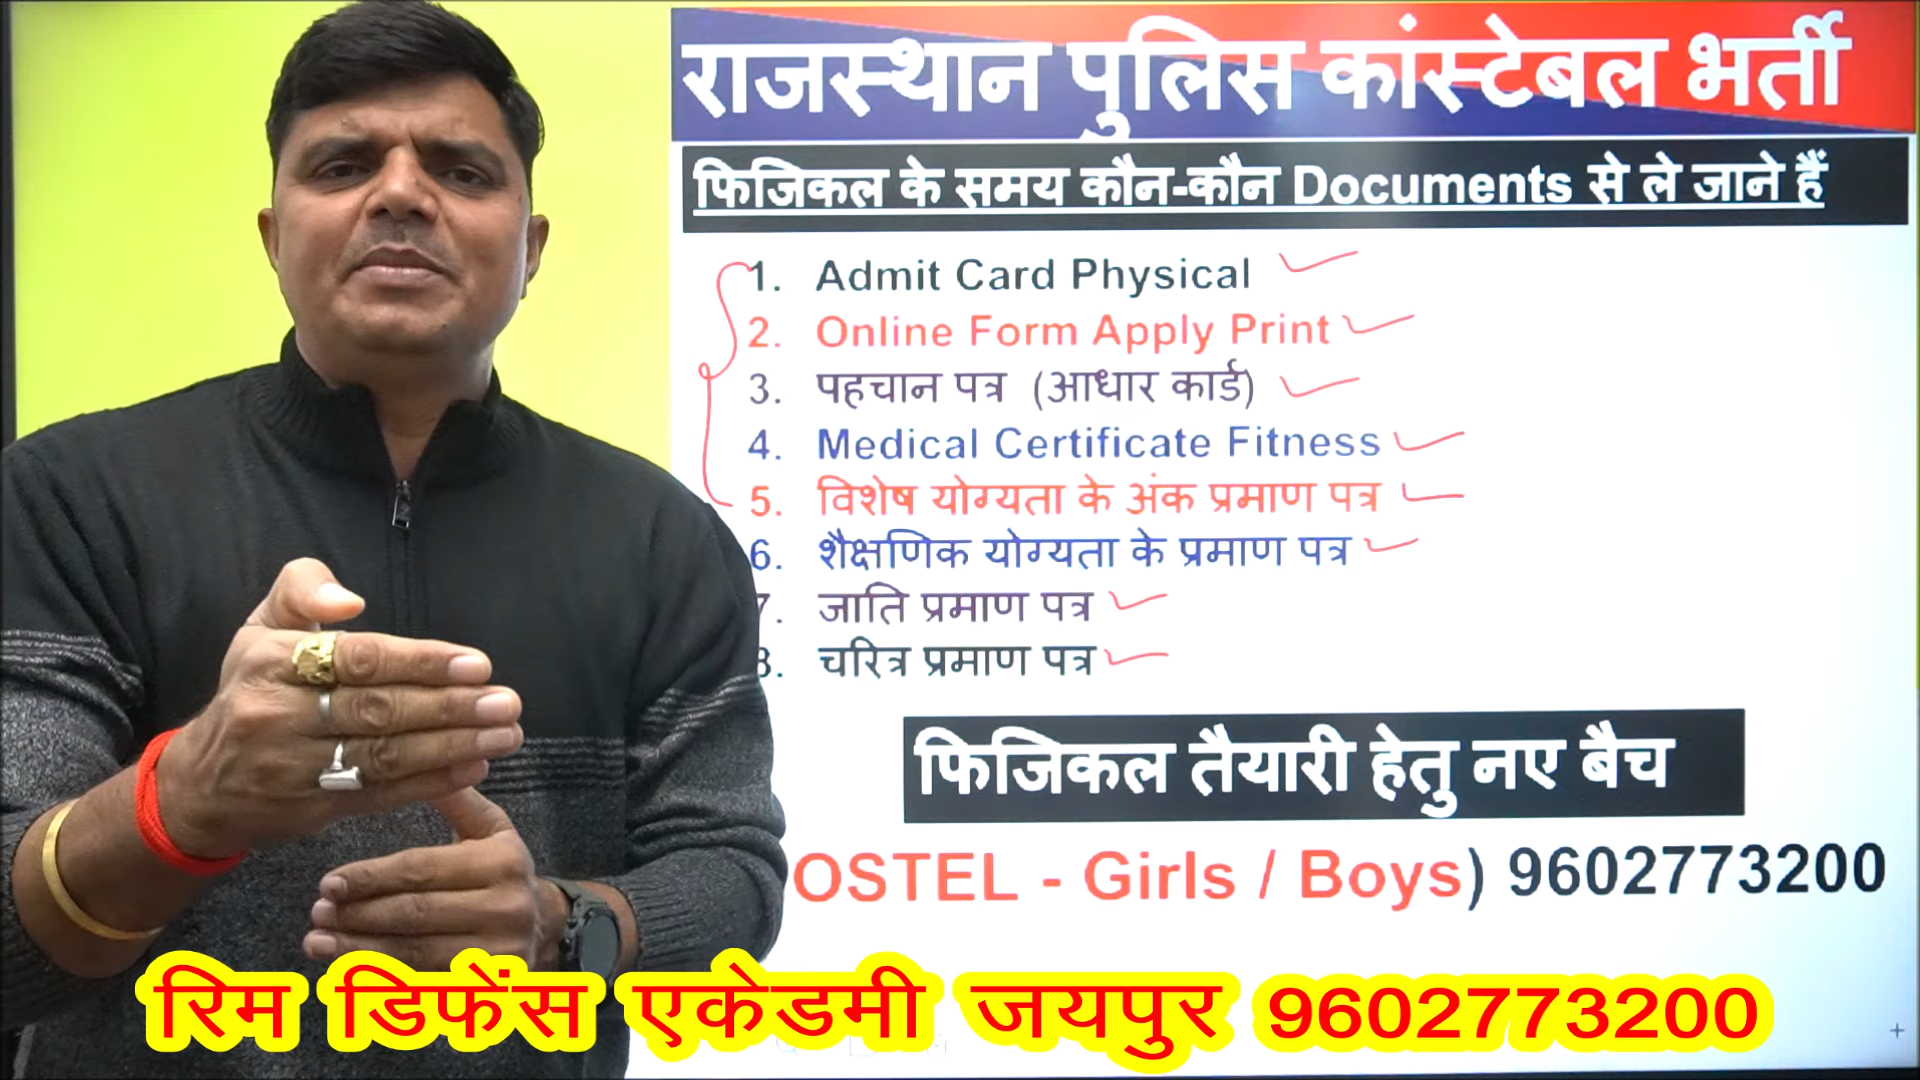 राजस्थान पुलिस कांस्टेबल भर्ती
फिजिकल के समय कौन-कौन Documents से ले जाने हैं
1. Admit Card Physical
2. Online Form Apply Print
3. पहचान पत्र (आधार कार्ड)
4. Medical Certificate Fitness
5. विशेष योग्यता के अंक प्रमाण पत्र
6. शैक्षणिक योग्यता के प्रमाण पत्र
7. जाति प्रमाण पत्र
8. चरित्र प्रमाण पत्र
फिजिकल तैयारी हेतु नए बैच
OSTEL - Girls / Boys) 9602773200
रिम डिफेंस एकेडमी जयपुर 9602773200